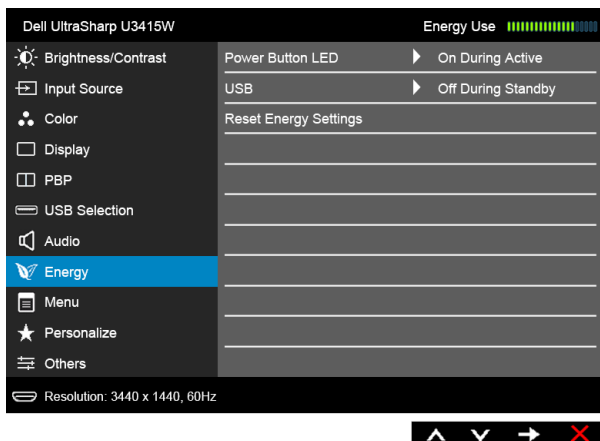 Dell UltraSharp U3415W Energy Use
Brightness/Contrast Power Button LED On During Active
Input Source USB Off During Standby
Color Reset Energy Settings
Display
PBP
USB Selection
Audio
Energy
Menu
Personalize
Others
Resolution: 3440 x 1440, 60Hz